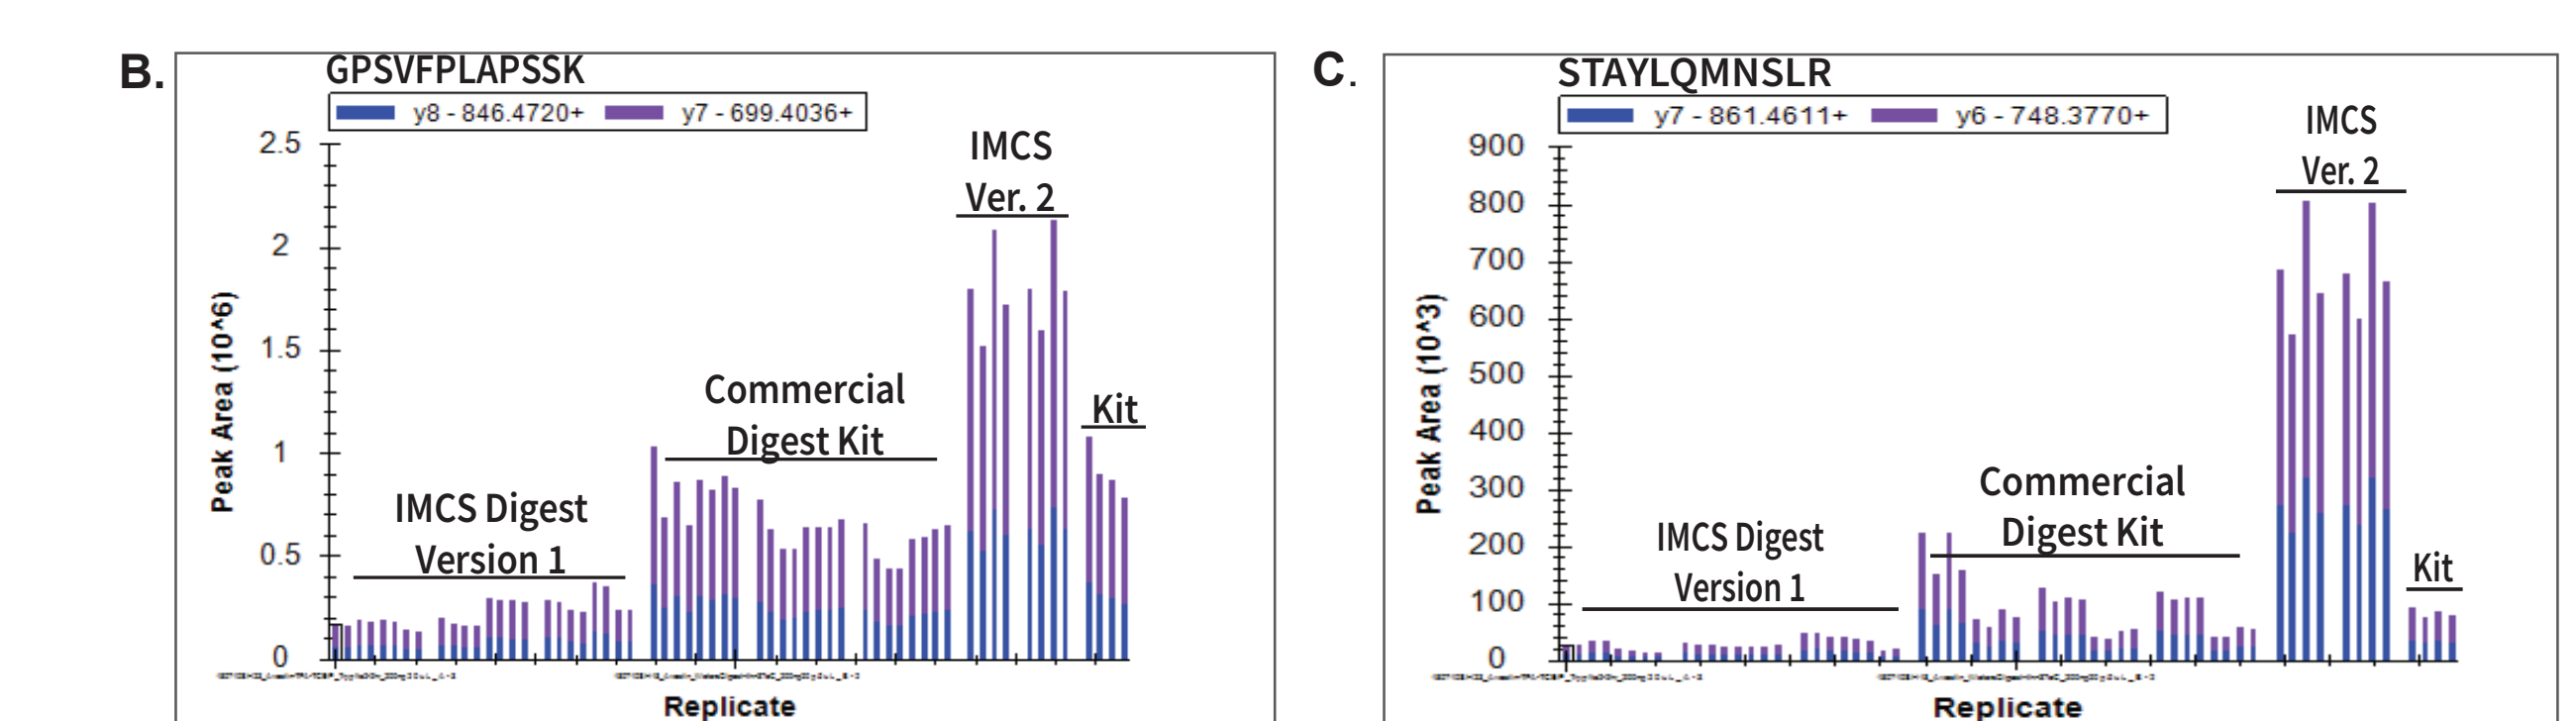 B.
GPSVFPLAPSSK
y8 - 846.4720+ y7 - 699.4036+
IMCS
Ver. 2
Commercial
Digest Kit
Kit
IMCS Digest
Version 1
2.5
2
1.5
1
0.5
0
Peak Area (10^6)
Replicate
C.
STAYLQMNSLR
y7 - 861.4611+ y6 - 748.3770+
IMCS
Ver. 2
Commercial
Digest Kit
IMCS Digest
Version 1
Kit
900
800
700
600
500
400
300
200
100
0
Peak Area (10^3)
Replicate